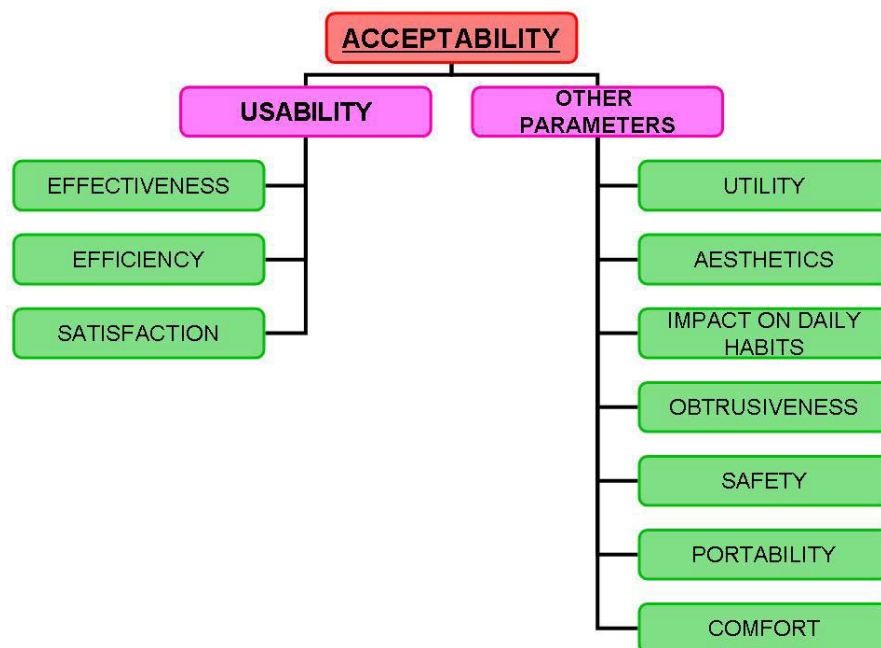 ACCEPTABILITY
USABILITY
OTHER
PARAMETERS
EFFECTIVENESS
EFFICIENCY
SATISFACTION
UTILITY
AESTHETICS
IMPACT ON DAILY
HABITS
OBTRUSIVENESS
SAFETY
PORTABILITY
COMFORT